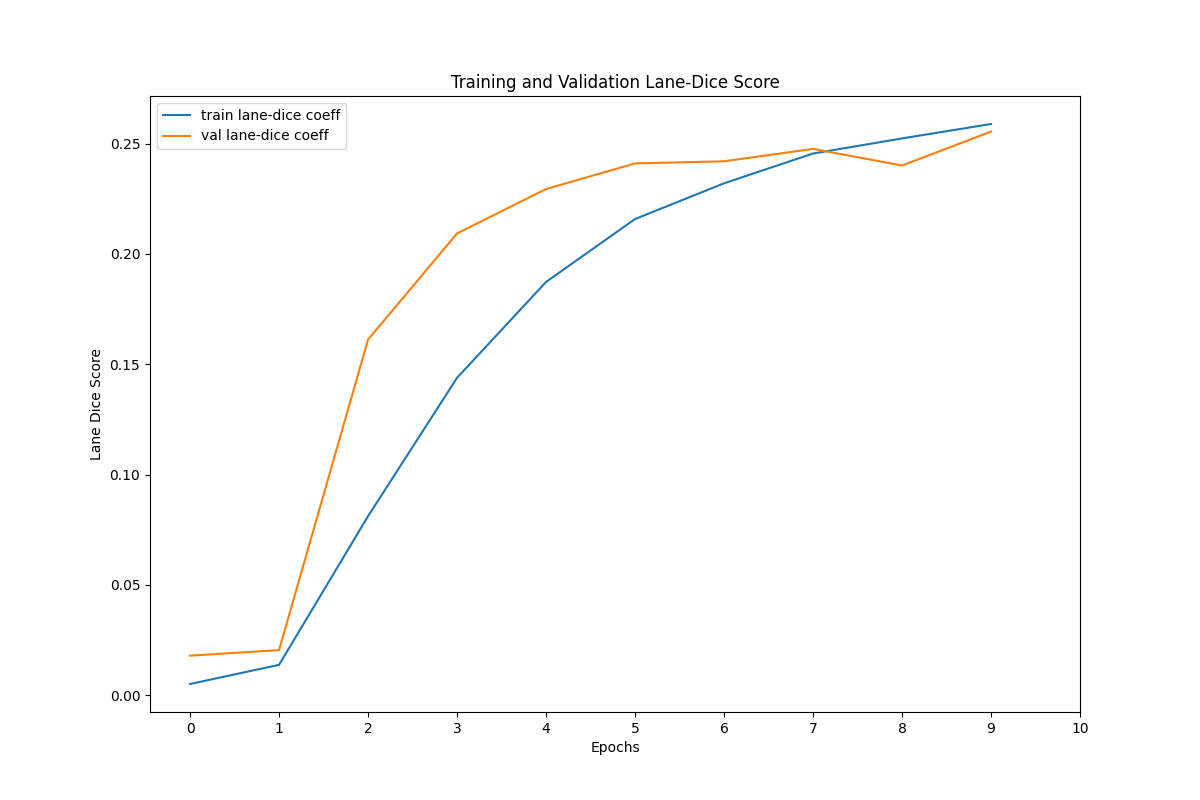 Training and Validation Lane-Dice Score
train lane-dice coeff
val lane-dice coeff
0.25
0.20
0.15
0.10
0.05
0.00
Lane Dice Score
0 1 2 3 4 5 6 7 8 9 10
Epochs